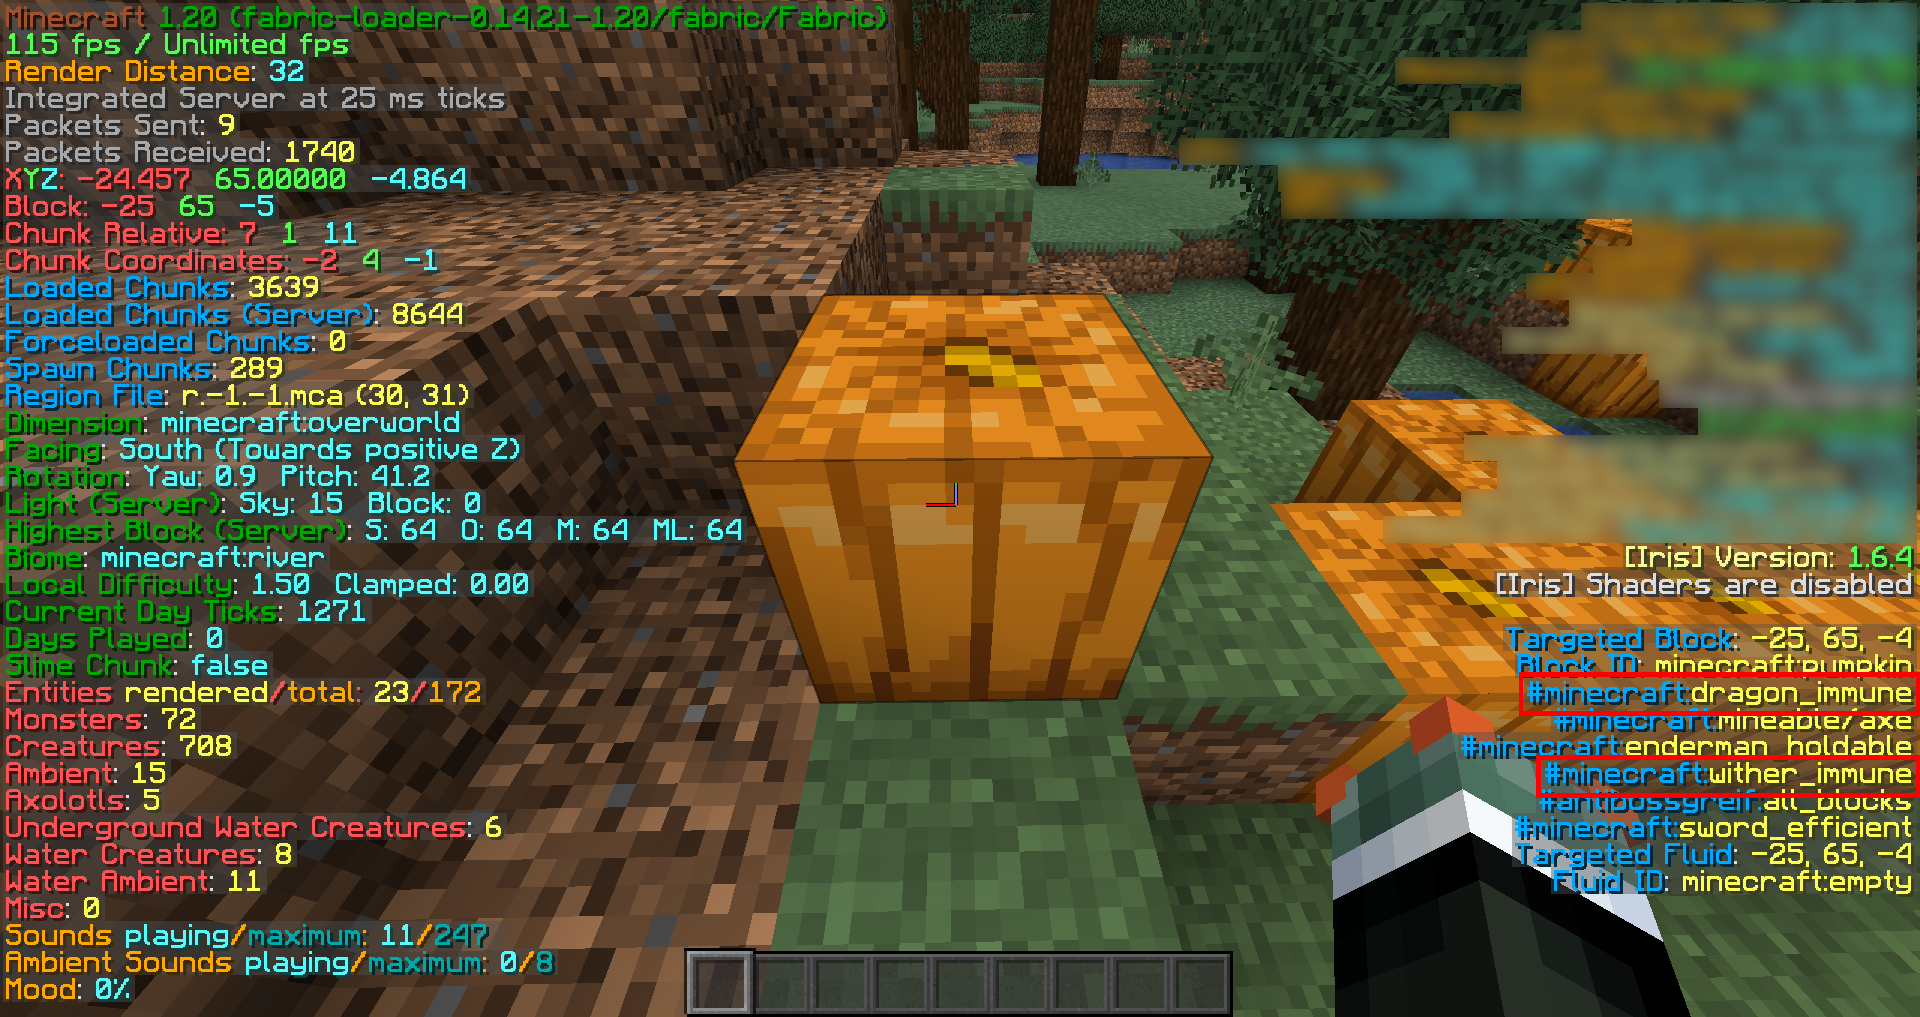 Minecraft 1.20 (fabric-loader-0.14.21-1.20/fabric/Fabric)
115 fps / Unlimited fps
Render Distance: 32
Integrated Server at 25 ms ticks
Packets Sent: 9
Packets Received: 1740
XYZ: -24.457 65.00000 -4.864
Block: -25 65 -5
Chunk Relative: 7 1 11
Chunk Coordinates: -2 4 -1
Loaded Chunks: 3639
Loaded Chunks (Server): 8644
Forceloaded Chunks: 0
Spawn Chunks: 289
Region File: r.-1.-1.mca (30, 31)
Dimension: minecraft:overworld
Facing: South (Towards positive Z)
Rotation: Yaw: 0.9 Pitch: 41.2
Light (Server): Sky: 15 Block: 0
Highest Block (Server): S: 64 O: 64 M: 64 ML: 64
Biome: minecraft:river
Local Difficulty: 1.50 Clamped: 0.00
Current Day Ticks: 1271
Days Played: 0
Slime Chunk: false
Entities rendered/total: 23/172
Monsters: 72
Creatures: 708
Ambient: 15
Axolotls: 5
Underground Water Creatures: 6
Water Creatures: 8
Water Ambient: 11
Misc: 0
Sounds playing/maximum: 11/247
Ambient Sounds playing/maximum: 0/8
Mood: 0%
[Iris] Version: 1.6.4
[Iris] Shaders are disabled
Targeted Block: -25, 65, -4
Block ID: minecraft:pumpkin
#minecraft:dragon_immune
#minecraft:mineable/axe
#minecraft:enderman_holdable
#minecraft:wither_immune
#antibossgreif:all_blocks
#minecraft:sword_efficient
Targeted Fluid: -25, 65, -4
Fluid ID: minecraft:empty